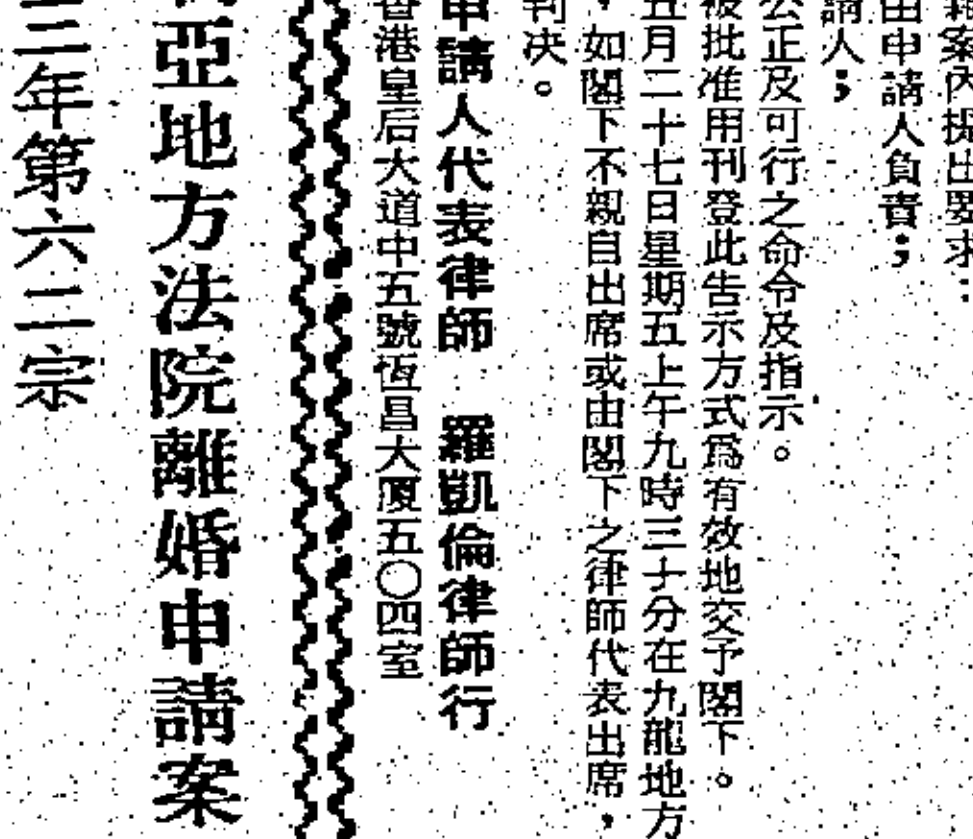 案內提出要求：
由申請人負責；
請人；
公正及可行之命令及指示。
被批准用刊登此告示方式爲有效地交予閣下。
五月二十七日星期五上午九時三十分在九龍地方
，如閣下不親自出席或由閣下之律師代表出席，
判决。
申請人代表律師 羅凱倫律師行
香港皇后大道中五號恆昌大厦五〇四室
亞地方法院離婚申請案
三年第六二宗